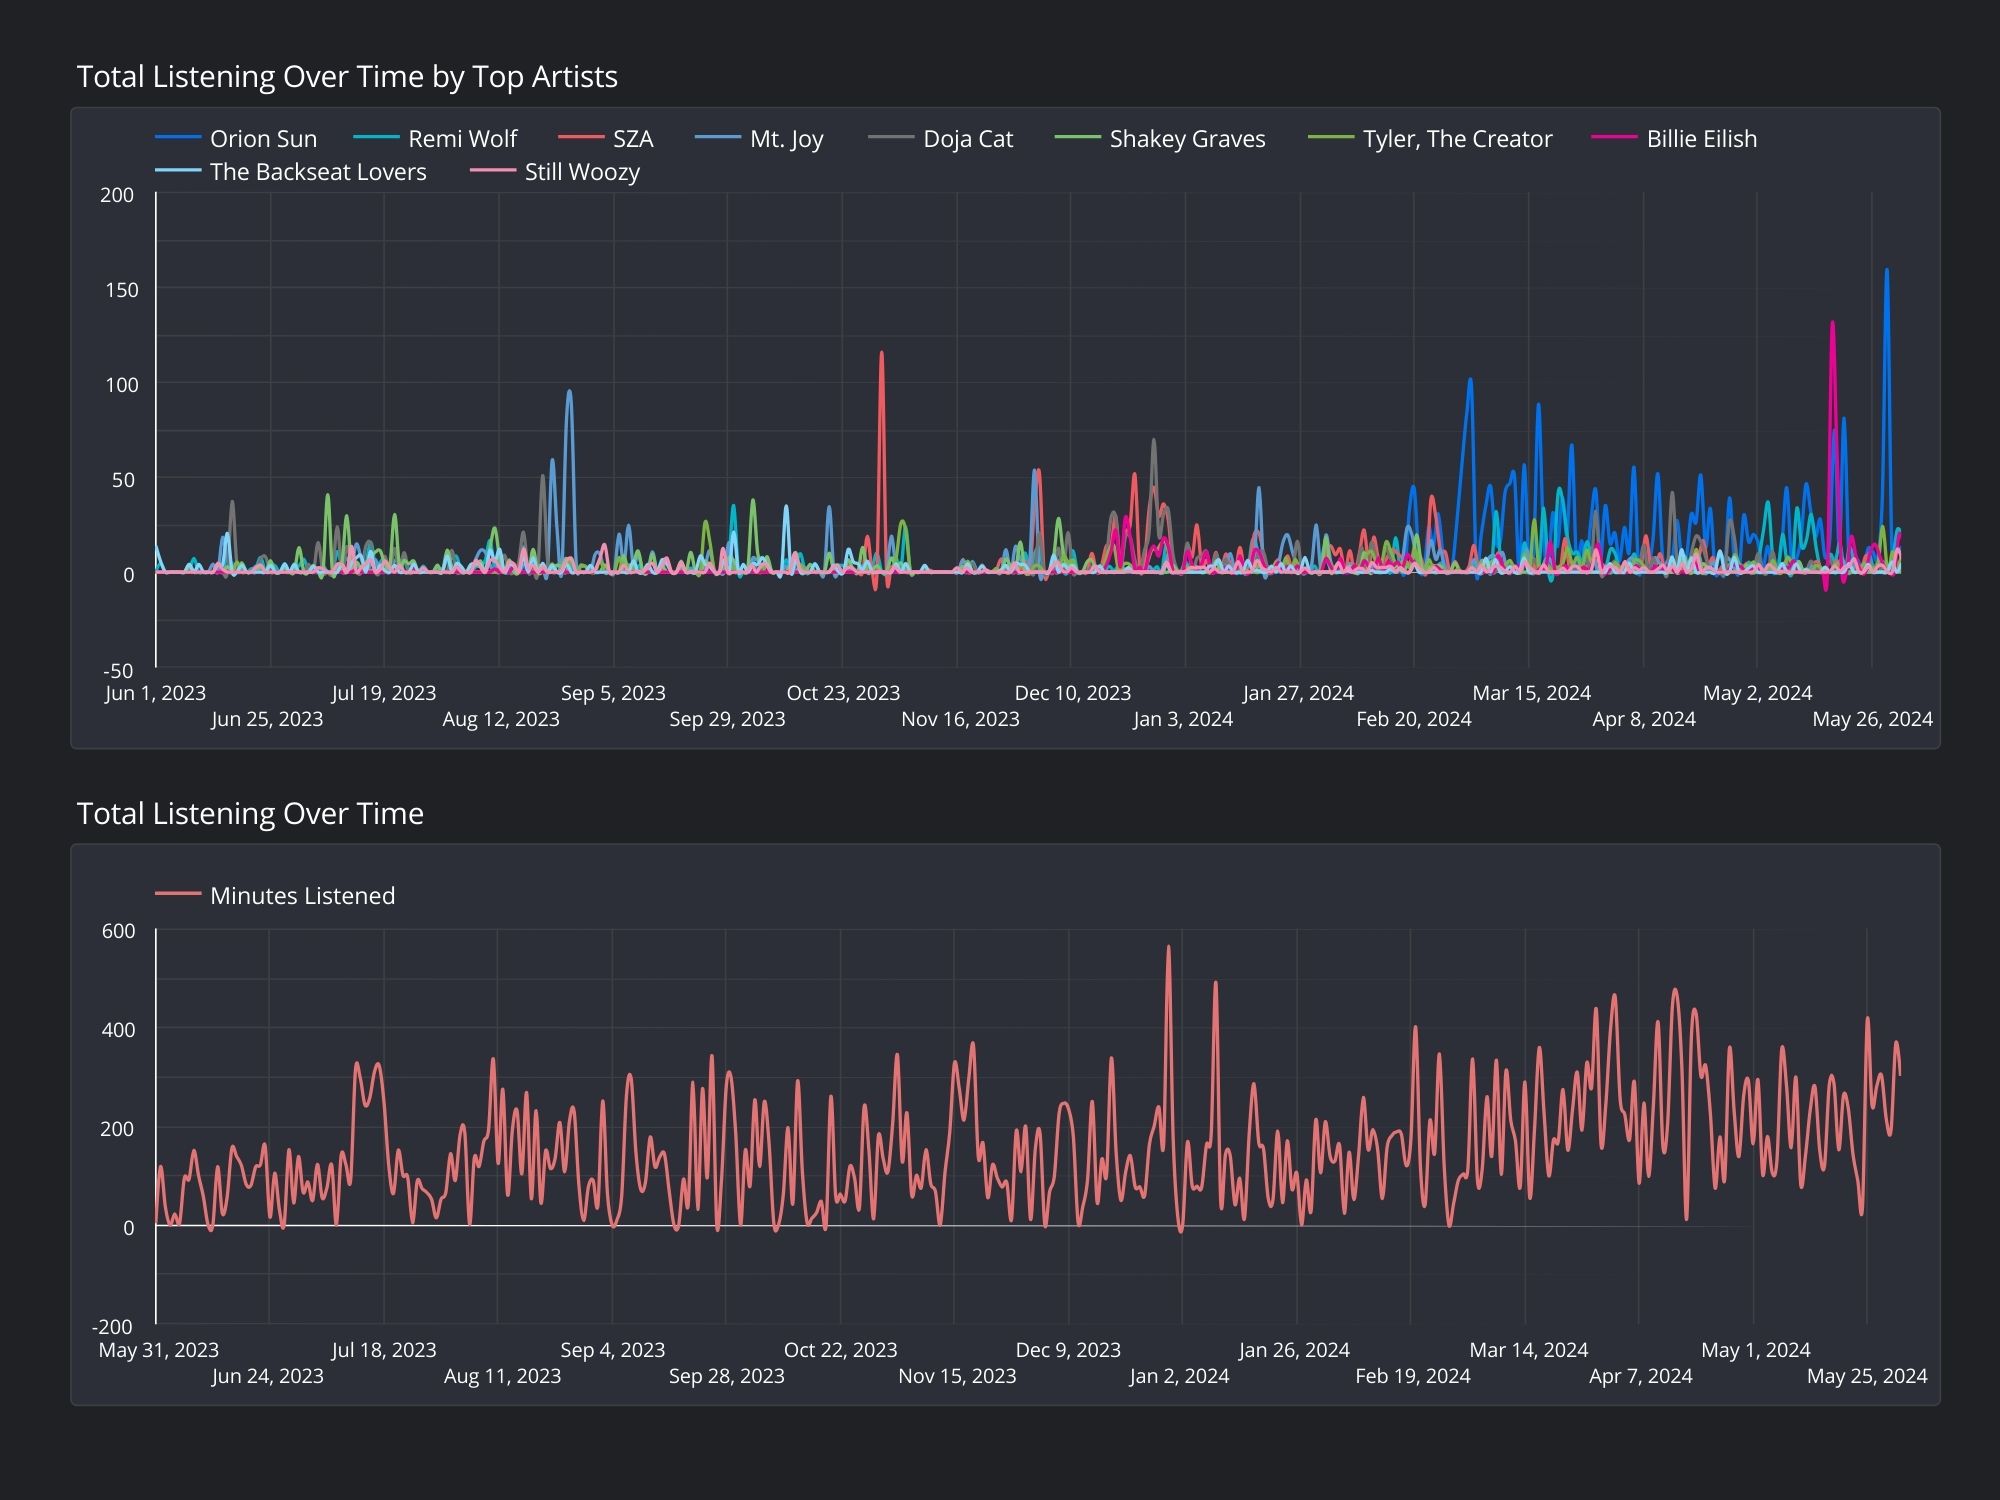 Total Listening Over Time by Top Artists
Orion Sun Remi Wolf SZA Mt. Joy Doja Cat Shakey Graves Tyler, The Creator Billie Eilish
The Backseat Lovers Still Woozy
200
150
100
50
0
-50
Jun 1, 2023 Jul 19, 2023 Sep 5, 2023 Oct 23, 2023 Dec 10, 2023 Jan 27, 2024 Mar 15, 2024 May 2, 2024
Jun 25, 2023 Aug 12, 2023 Sep 29, 2023 Nov 16, 2023 Jan 3, 2024 Feb 20, 2024 Apr 8, 2024 May 26, 2024
Total Listening Over Time
Minutes Listened
600
400
200
0
-200
May 31, 2023 Jul 18, 2023 Sep 4, 2023 Oct 22, 2023 Dec 9, 2023 Jan 26, 2024 Mar 14, 2024 May 1, 2024
Jun 24, 2023 Aug 11, 2023 Sep 28, 2023 Nov 15, 2023 Jan 2, 2024 Feb 19, 2024 Apr 7, 2024 May 25, 2024